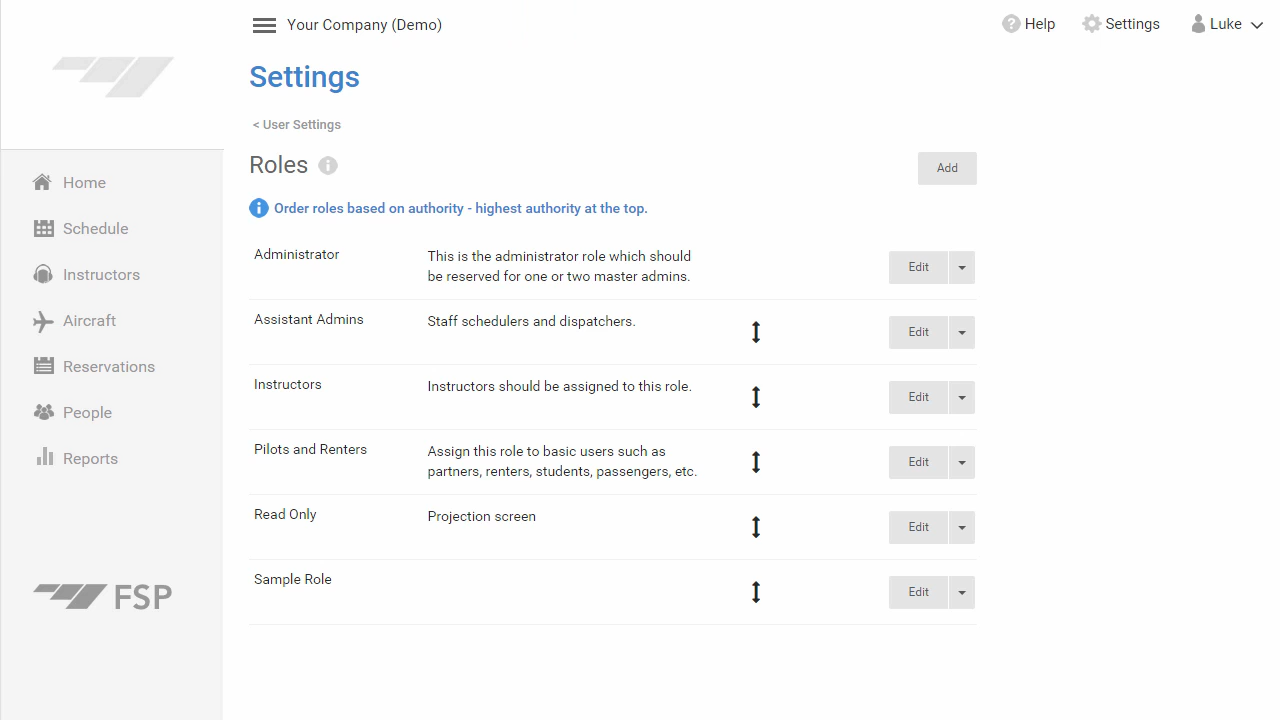 Your Company (Demo)
Help
Settings
Luke
Settings
< User Settings
Roles
Add
Order roles based on authority - highest authority at the top.
Home
Schedule
Instructors
Aircraft
Reservations
People
Reports
FSP
Administrator
This is the administrator role which should
be reserved for one or two master admins.
Edit
Assistant Admins
Staff schedulers and dispatchers.
Edit
Instructors
Instructors should be assigned to this role.
Edit
Pilots and Renters
Assign this role to basic users such as
partners, renters, students, passengers, etc.
Edit
Read Only
Projection screen
Edit
Sample Role
Edit